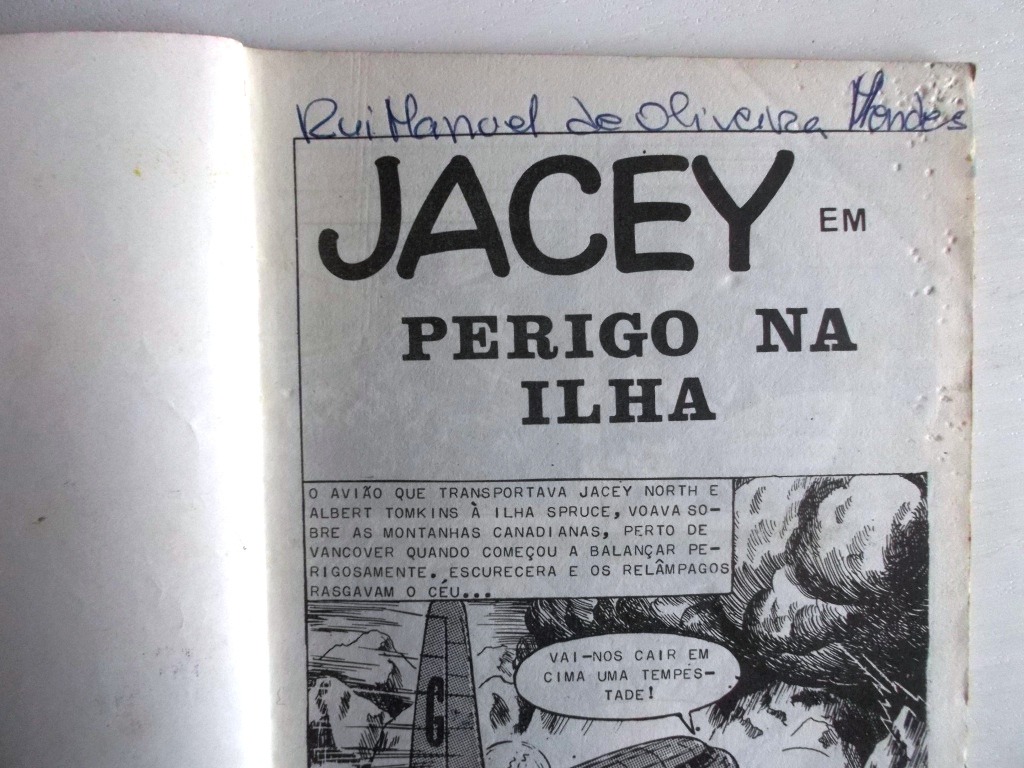 Rui Manuel de Oliveira Mendes
JACEY EM
PERIGO NA
ILHA
O AVIÃO QUE TRANSPORTAVA JACEY NORTH E
ALBERT TOMKINS À ILHA SPRUCE, VOAVA SO-
BRE AS MONTANHAS CANADIANAS, PERTO DE
VANCOVER QUANDO COMEÇOU A BALANÇAR PE-
RIGOSAMENTE. ESCURECERA E OS RELÂMPAGOS
RASGAVAM O CÉU...
VAI-NOS CAIR EM
CIMA UMA TEMPES-
TADE!
G